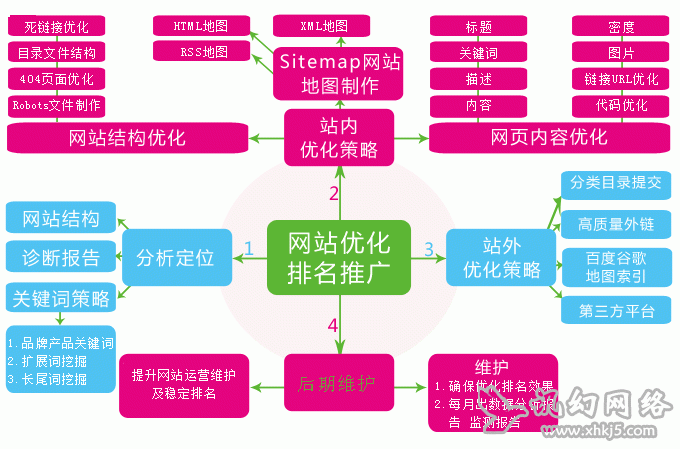 死链接优化
HTML地图
XML地图
标题
密度
目录文件结构
RSS地图
关键词
图片
404页面优化
Sitemap网站
地图制作
描述
链接URL优化
Robots文件制作
内容
代码优化
网站结构优化
站内
优化策略
网页内容优化
2
分类目录提交
网站结构
高质量外链
诊断报告
分析定位
1
网站优化
排名推广
3
站外
优化策略
百度谷歌
地图索引
关键词策略
第三方平台
4
1.品牌产品关键词
2.扩展词挖掘
3.长尾词挖掘
提升网站运营维护
及稳定排名
后期维护
维护
1.确保优化排名效果
2.每月出数据分析报
告 监测报告
讯幻网络
www.xhkj5.com